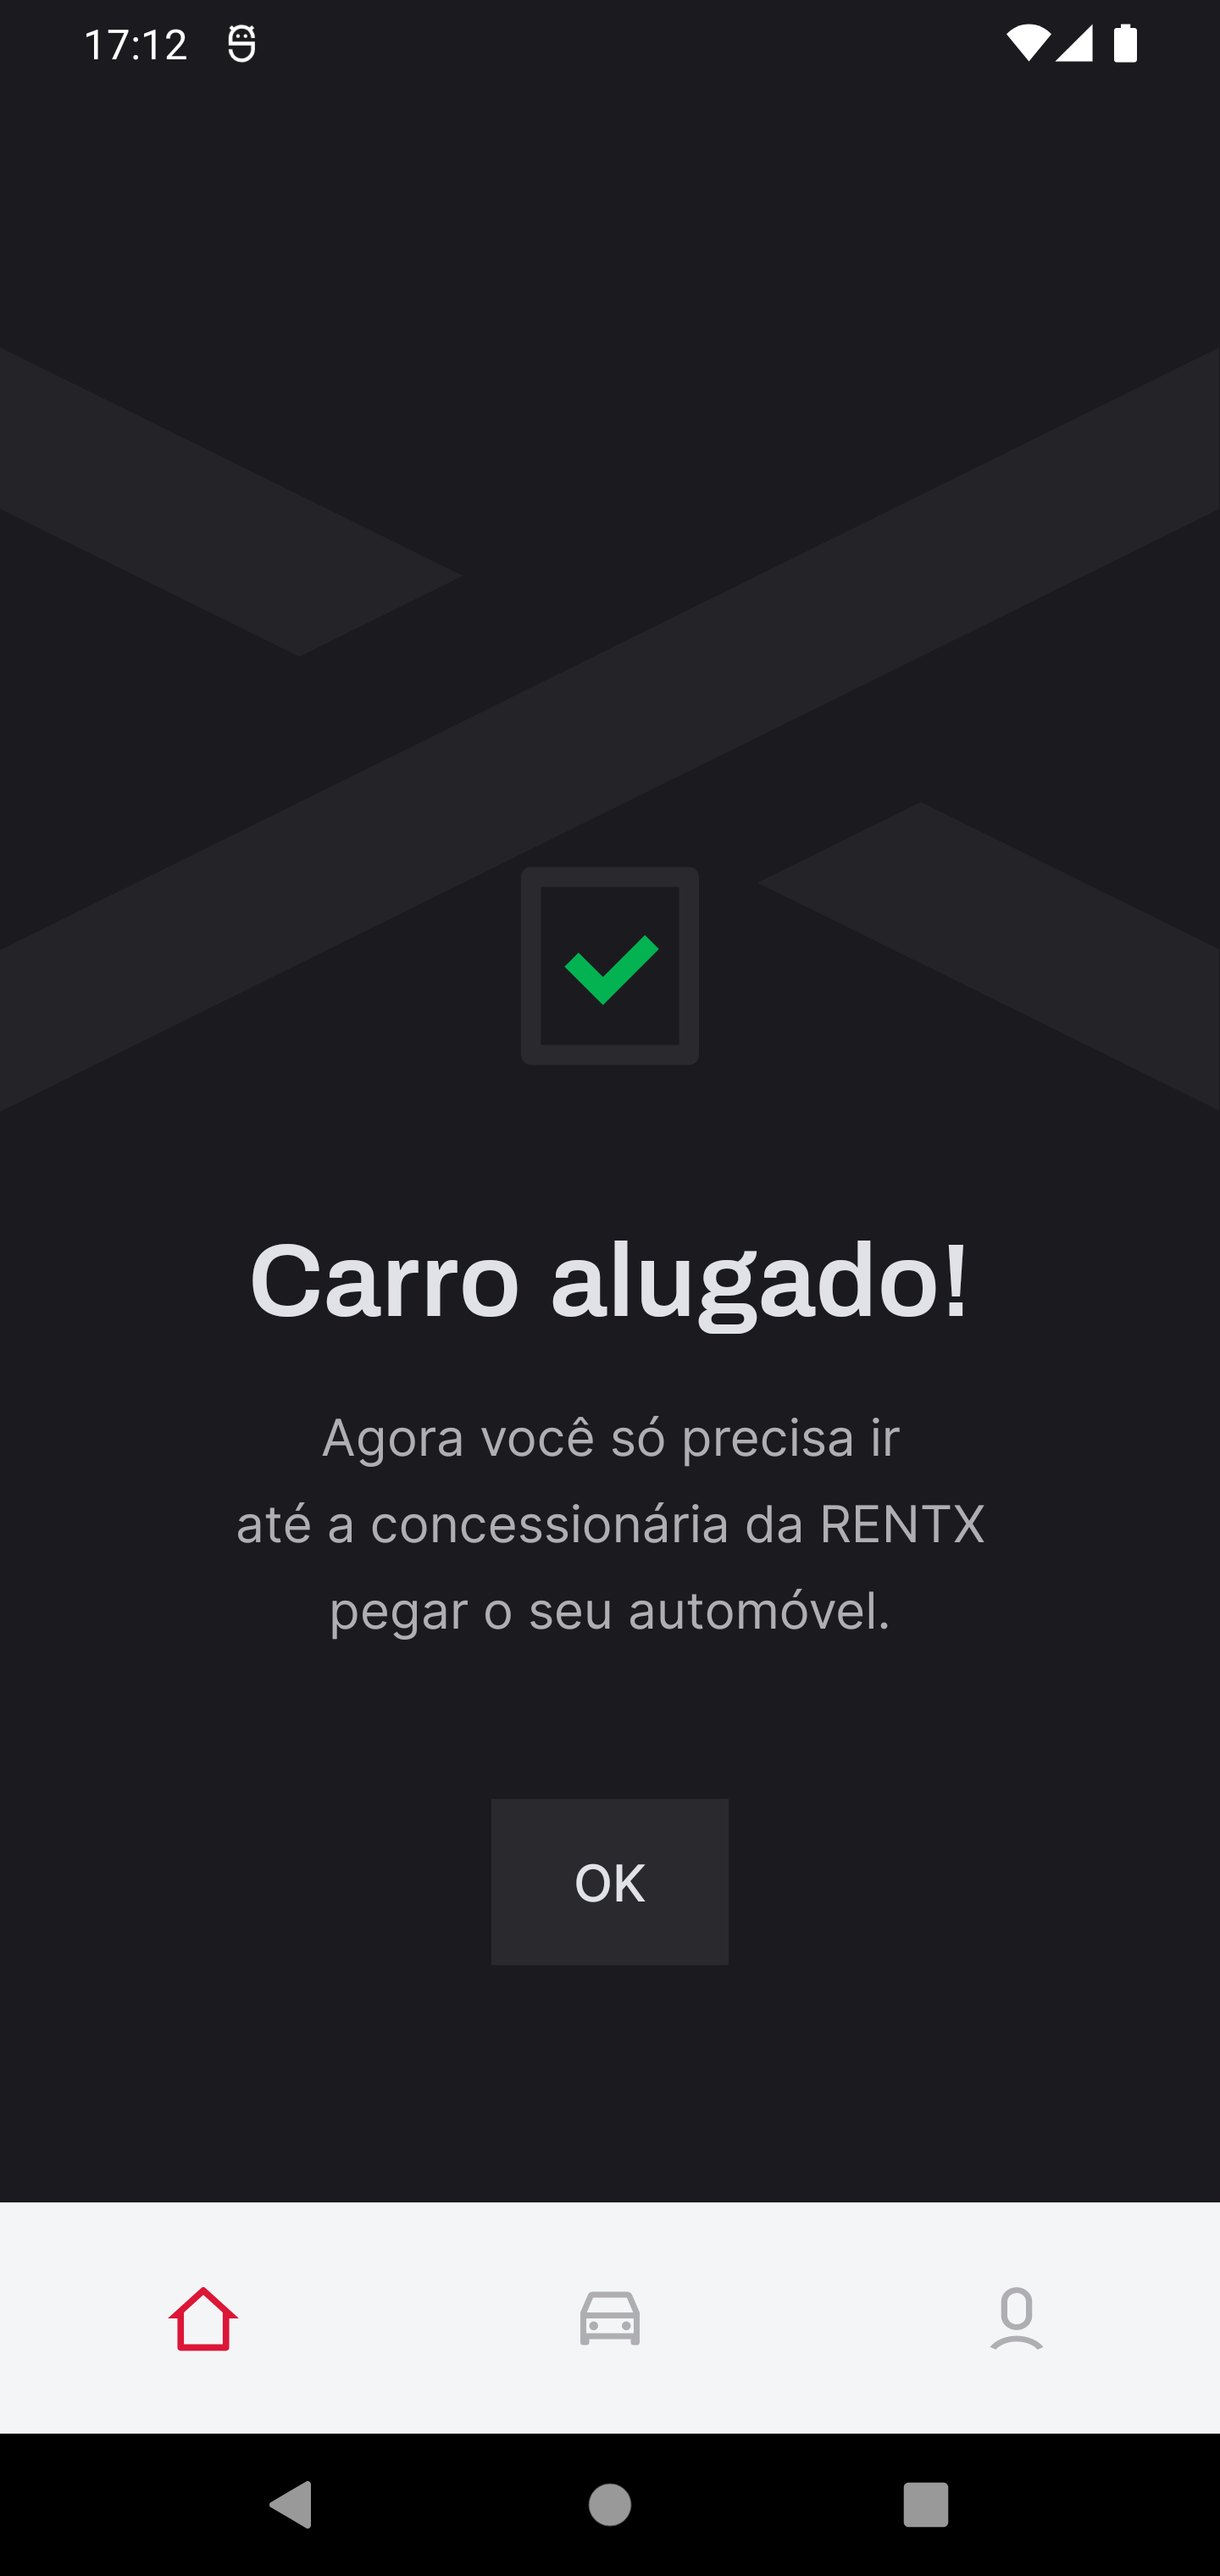 17:12
Carro alugado!
Agora você só precisa ir
até a concessionária da RENTX
pegar o seu automóvel.
OK